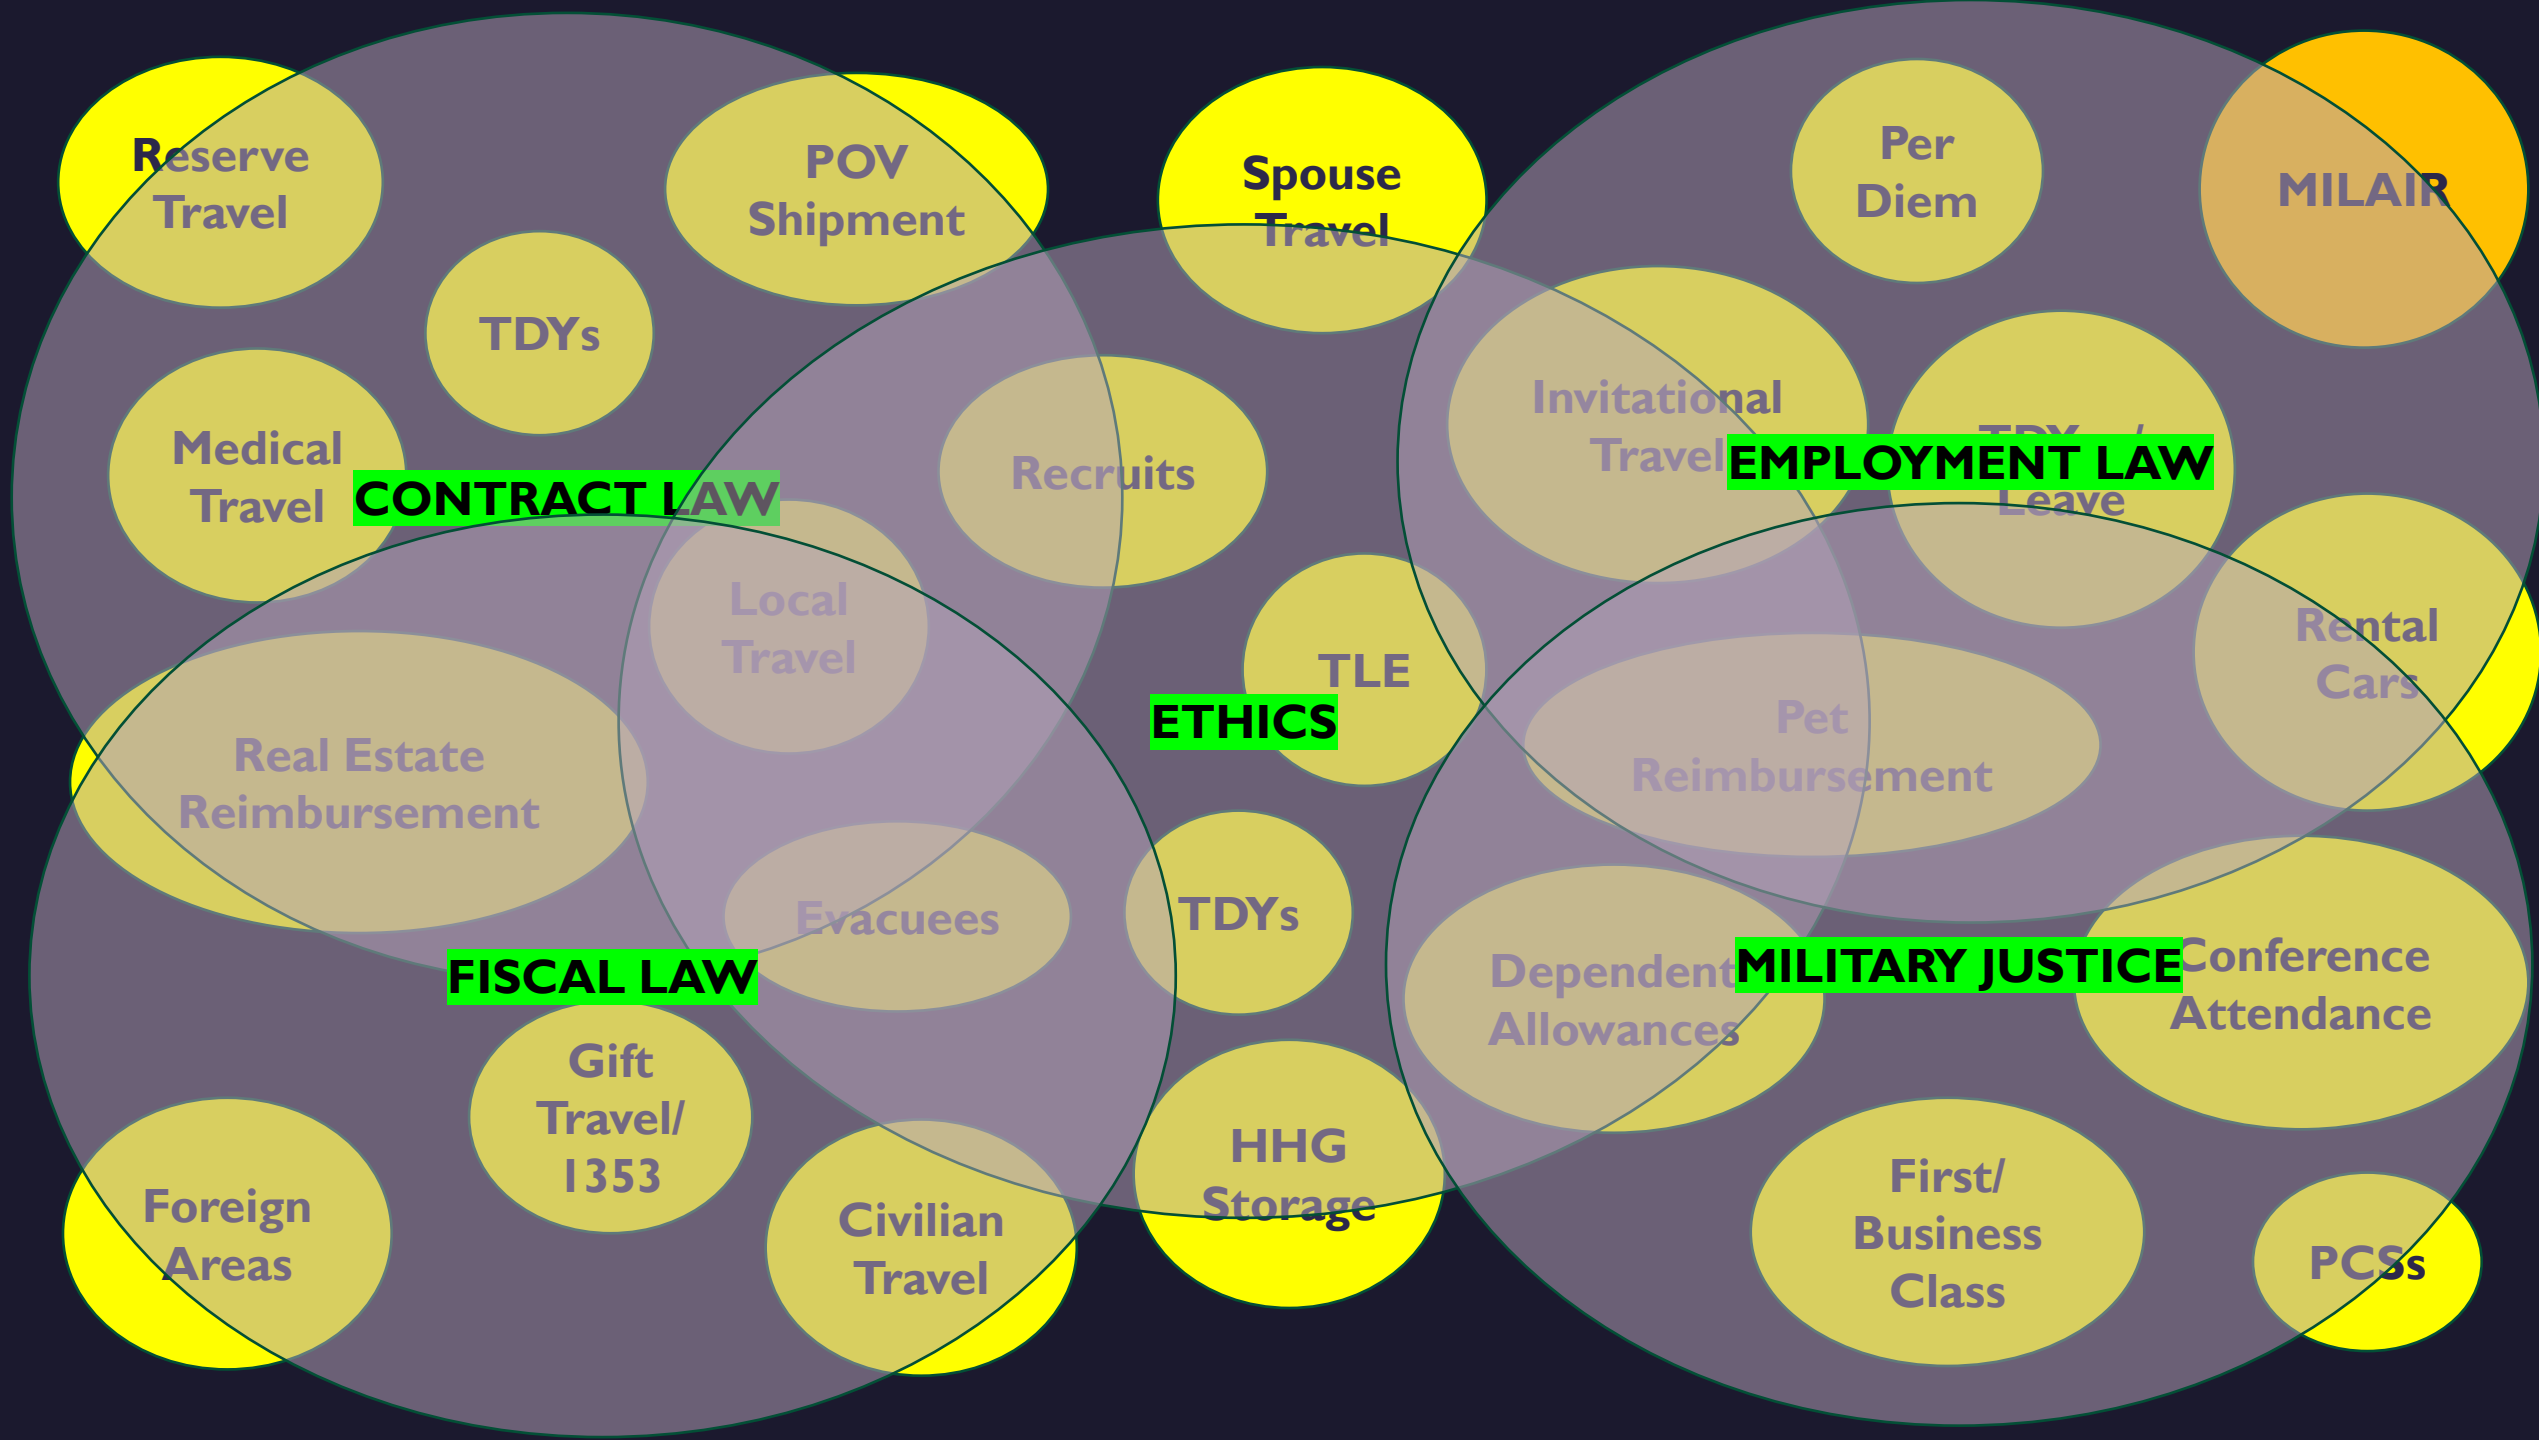 Reserve
Travel
POV
Shipment
Spouse
Travel
Per
Diem
MILAIR
TDYs
Medical
Travel
CONTRACT LAW
Recruits
Invitational
Travel
EMPLOYMENT LAW
Leave
Local
Travel
TLE
ETHICS
Rental
Cars
Real Estate
Reimbursement
Pet
Reimbursement
Evacuees
TDYs
FISCAL LAW
Dependent
Allowances
MILITARY JUSTICE
Conference
Attendance
Gift
Travel/
1353
Foreign
Areas
Civilian
Travel
HHG
Storage
First/
Business
Class
PCSs